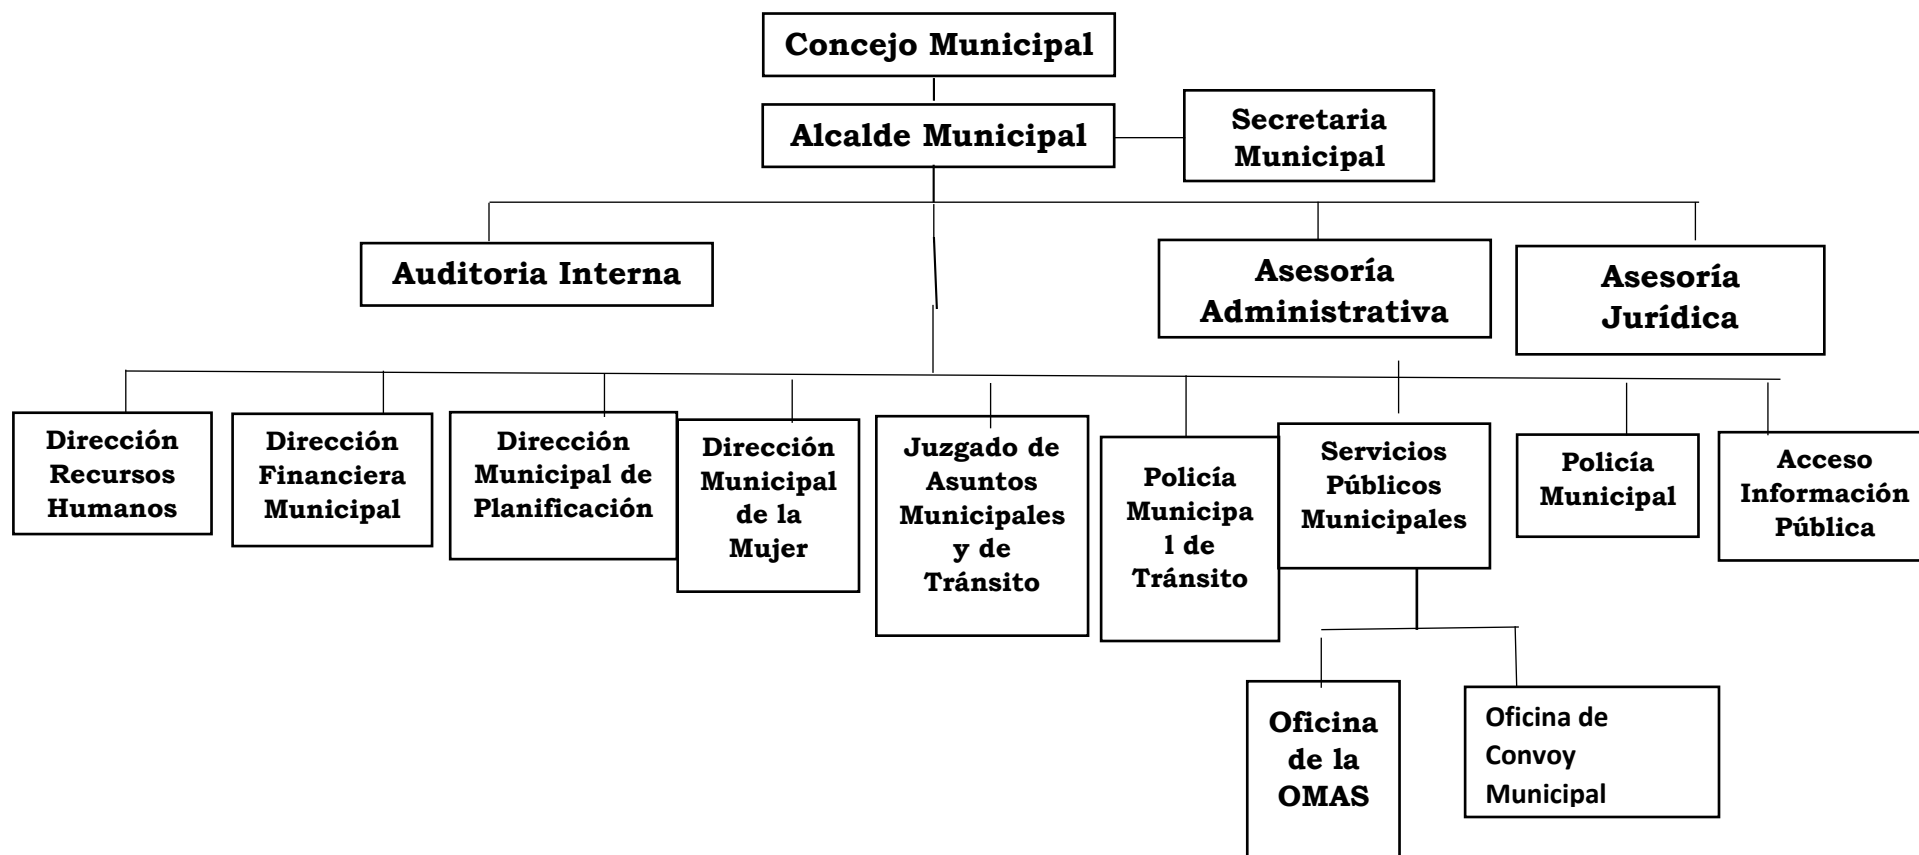 Concejo Municipal
Alcalde Municipal
Secretaria
Municipal
Auditoria Interna
Asesoría
Administrativa
Asesoría
Jurídica
Dirección
Recursos
Humanos
Dirección
Financiera
Municipal
Dirección
Municipal de
Planificación
Dirección
Municipal
de la
Mujer
Juzgado de
Asuntos
Municipales
y de
Tránsito
Policía
Municipa
l de
Tránsito
Servicios
Públicos
Municipales
Policía
Municipal
Acceso
Información
Pública
Oficina
de la
OMAS
Oficina de
Convoy
Municipal